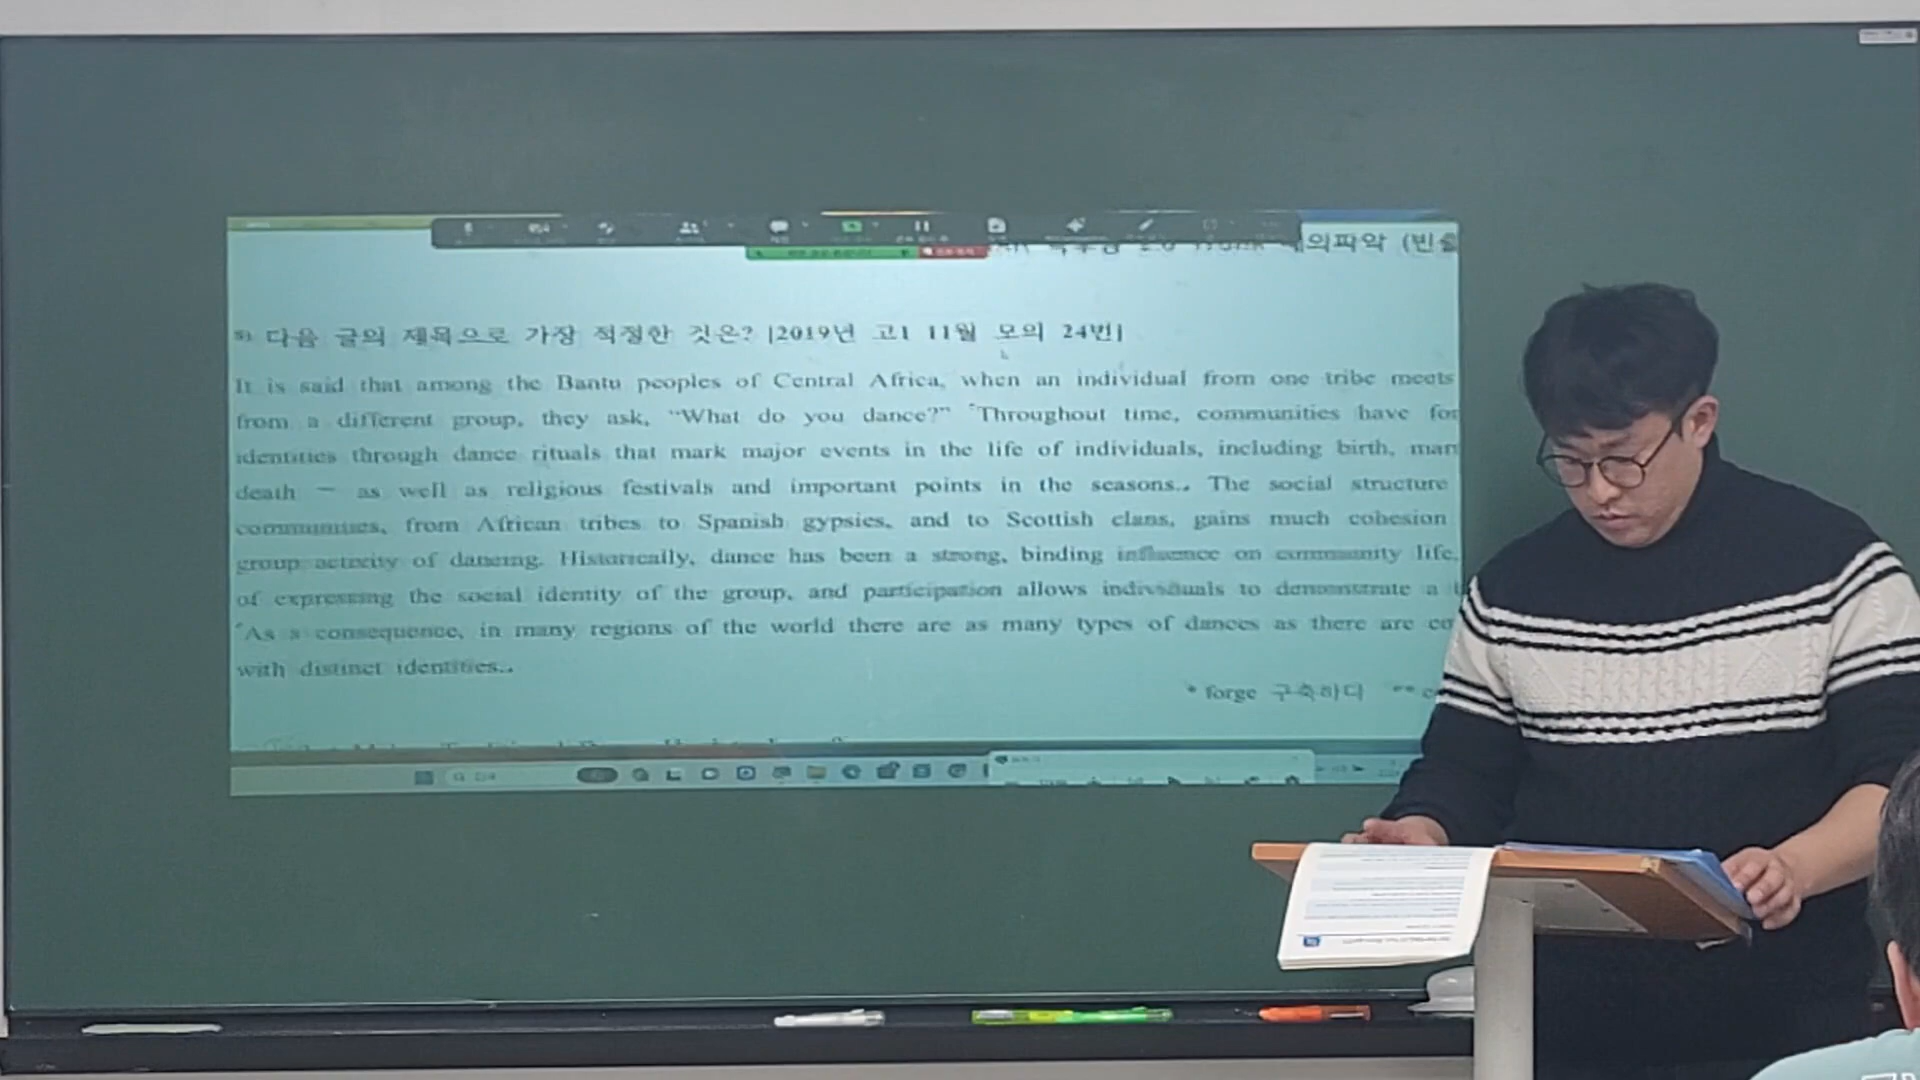 의파악 (빈출
다음 글의 제목으로 가장 적절한 것은? [2019년 고1 11월 모의 24번]
It is said that among the Bantu peoples of Central Africa, when an individual from one tribe meets
from a different group, they ask, “What do you dance?” Throughout time, communities have for
identities through dance rituals that mark major events in the life of individuals, including birth, marr
death — as well as religious festivals and important points in the seasons.. The social structure
communities, from African tribes to Spanish gypsies, and to Scottish clans, gains much cohesion
group activity of dancing. Historically, dance has been a strong, binding influence on community life,
of expressing the social identity of the group, and participation allows individuals to demonstrate a
As a consequence, in many regions of the world there are as many types of dances as there are co
with distinct identities..
* forge 구축하다 **